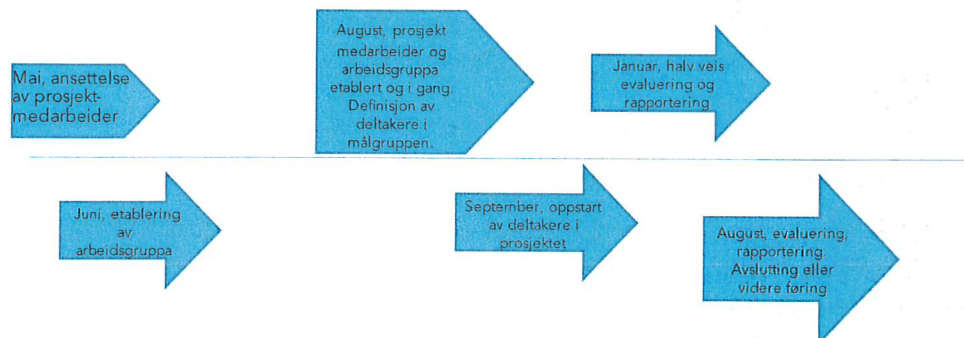 Mai, ansettelse
av prosjekt-
medarbeider
Juni, etablering
av
arbeidsgruppa
August, prosjekt
medarbeider og
arbeidsgruppa
etablert og i gang.
Definisjon av
deltakere i
målgruppen.
September, oppstart
av deltakere i
prosjektet
Januar, halv veis
evaluering og
rapportering
August, evaluering,
rapportering.
Avslutting eller
videre føring